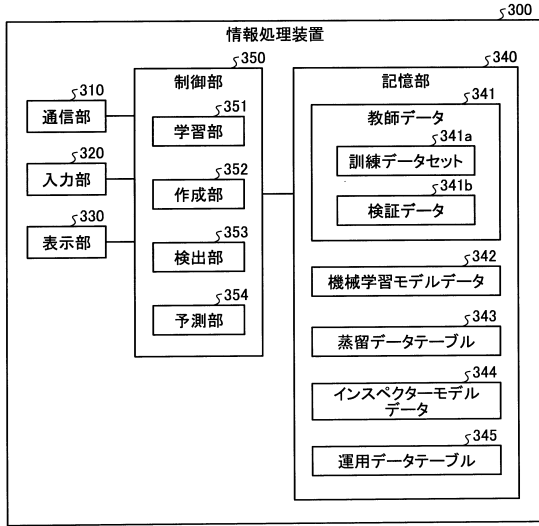 300
情報処理装置
310
通信部
320
入力部
330
表示部
350
制御部
351
学習部
352
作成部
353
検出部
354
予測部
340
記憶部
341
教師データ
341a
訓練データセット
341b
検証データ
342
機械学習モデルデータ
343
蒸留データテーブル
344
インスペクターモデル
データ
345
運用データテーブル